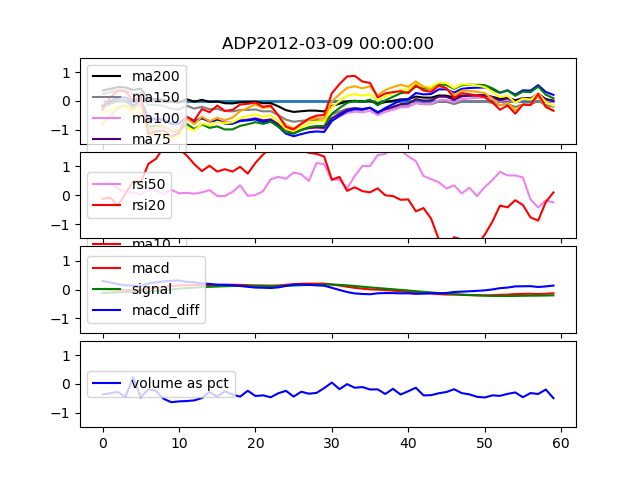 ADP2012-03-09 00:00:00
1
0
−1
ma200
ma150
ma100
ma75
1
0
−1
rsi50
rsi20
ma10
1
0
−1
macd
signal
macd_diff
1
0
−1
volume as pct
0 10 20 30 40 50 60